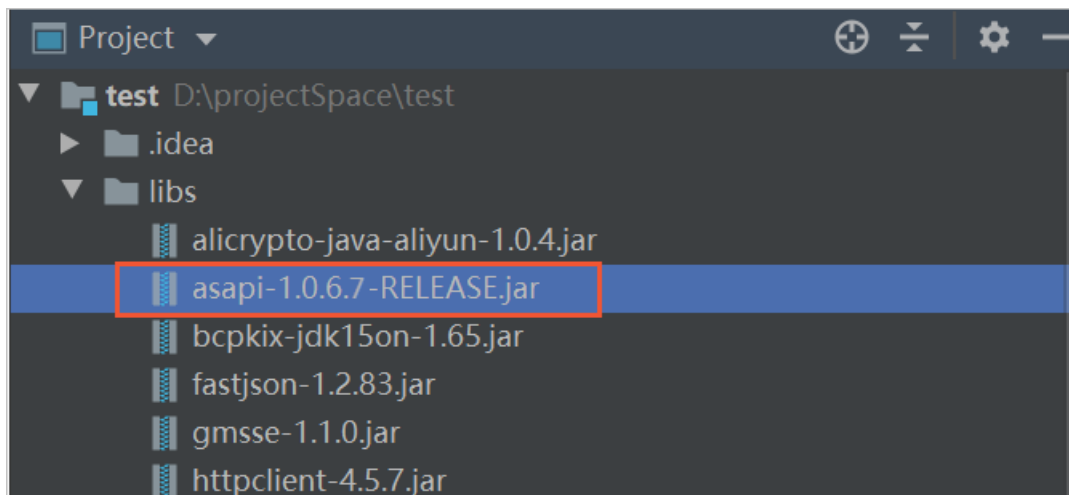 Project
test D:\projectSpace\test
.idea
libs
alicrypto-java-aliyun-1.0.4.jar
asapi-1.0.6.7-RELEASE.jar
bcpkix-jdk15on-1.65.jar
fastjson-1.2.83.jar
gmsse-1.1.0.jar
httpclient-4.5.7.jar